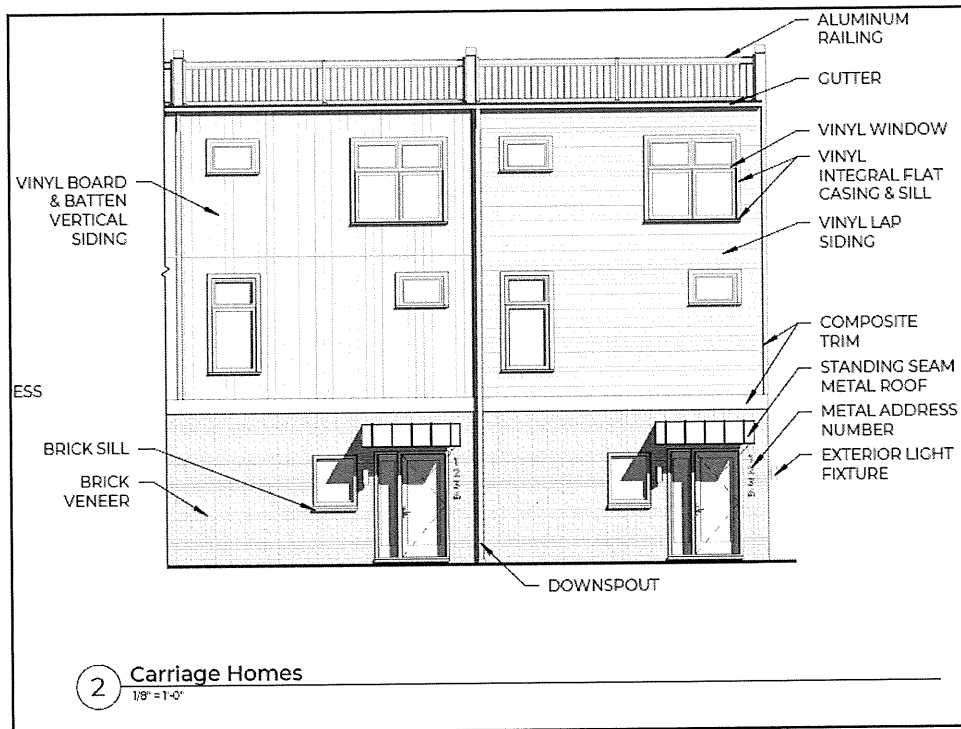 ALUMINUM
RAILING
GUTTER
VINYL WINDOW
VINYL
INTEGRAL FLAT
CASING & SILL
VINYL LAP
SIDING
VINYL BOARD
& BATTEN
VERTICAL
SIDING
COMPOSITE
TRIM
STANDING SEAM
METAL ROOF
METAL ADDRESS
NUMBER
EXTERIOR LIGHT
FIXTURE
ESS
BRICK SILL
BRICK
VENEER
DOWNSPOUT
2
Carriage Homes
1/8" = 1'-0"